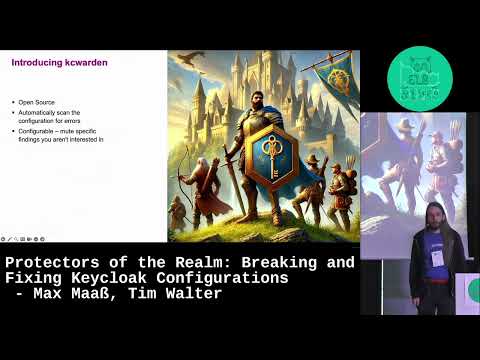 Introducing kcwarden
Open Source
Automatically scan the
configuration for errors
Configurable – mute specific
findings you aren't interested in
Protectors of the Realm: Breaking and
Fixing Keycloak Configurations
- Max Maaß, Tim Walter